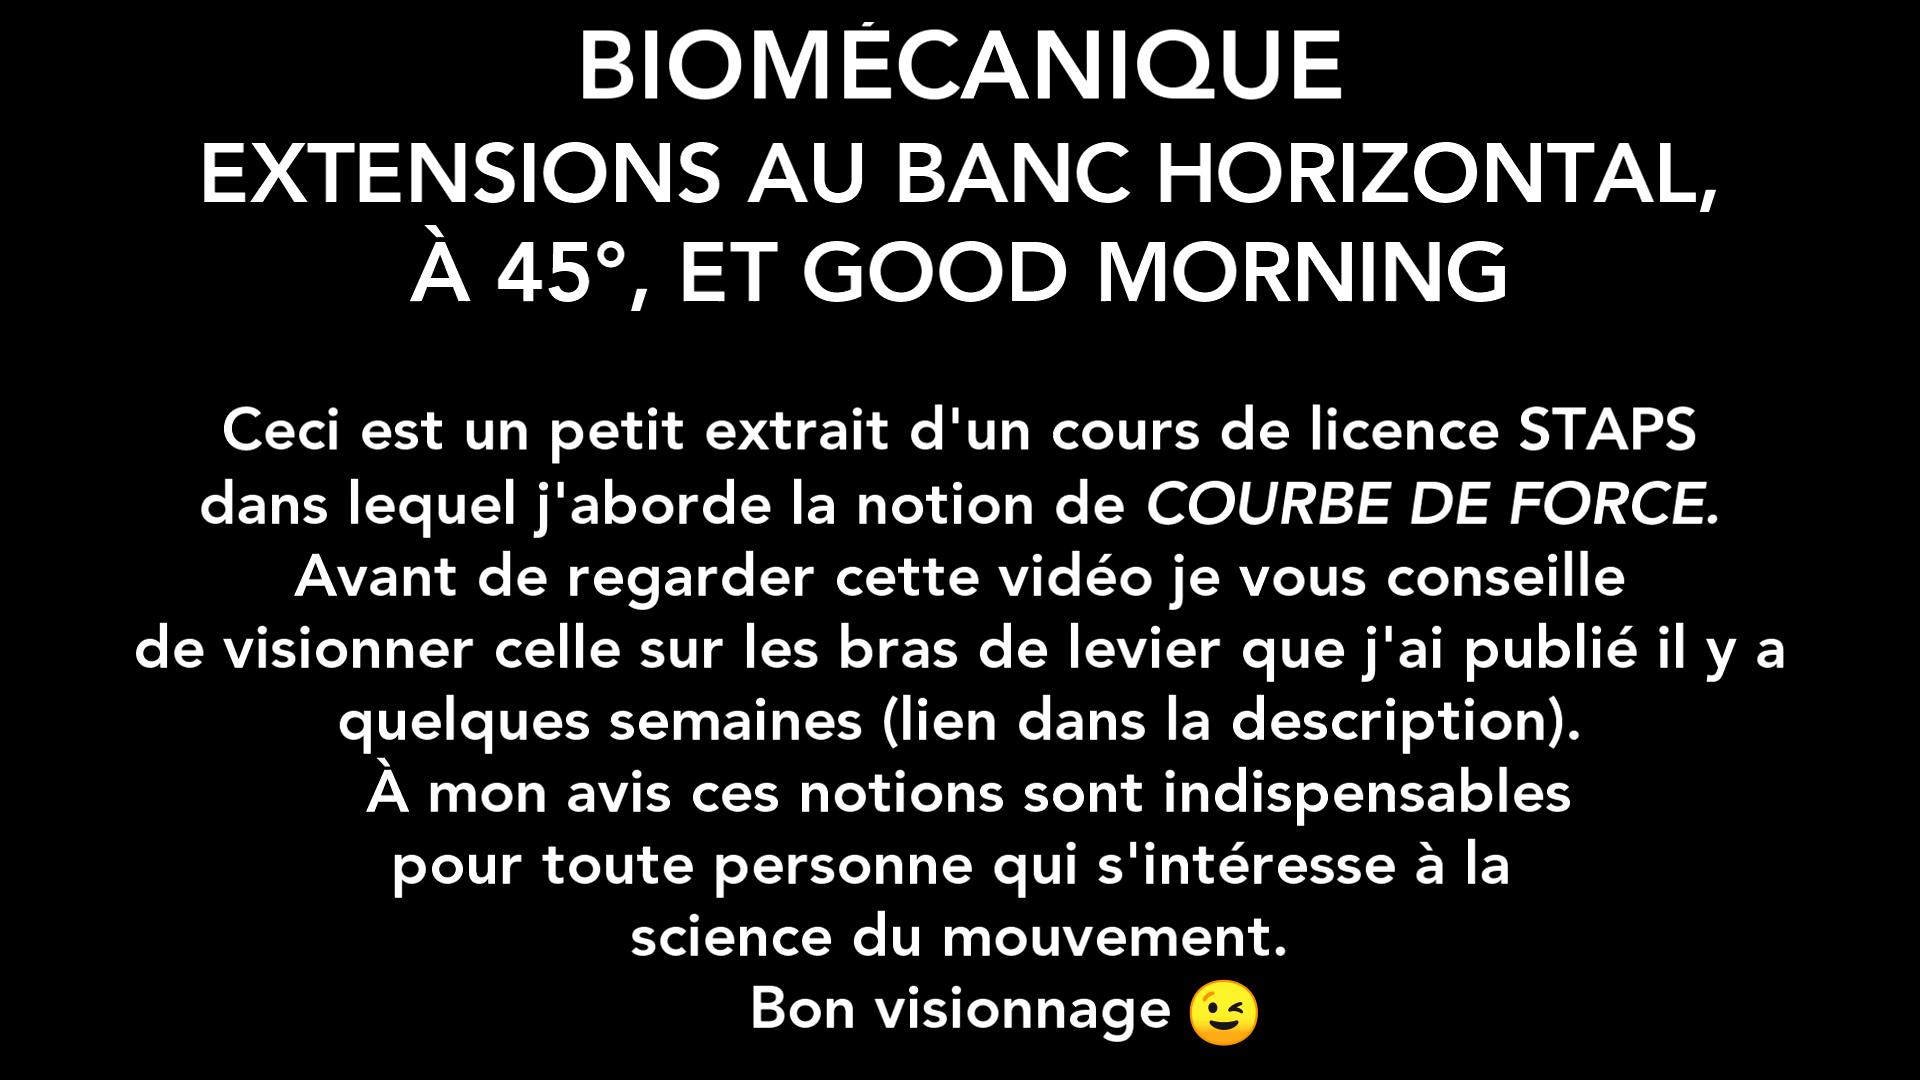 BIOMÉCANIQUE
EXTENSIONS AU BANC HORIZONTAL,
À 45°, ET GOOD MORNING
Ceci est un petit extrait d'un cours de licence STAPS
dans lequel j'aborde la notion de COURBE DE FORCE.
Avant de regarder cette vidéo je vous conseille
de visionner celle sur les bras de levier que j'ai publié il y a
quelques semaines (lien dans la description).
À mon avis ces notions sont indispensables
pour toute personne qui s'intéresse à la
science du mouvement.
Bon visionnage 😉